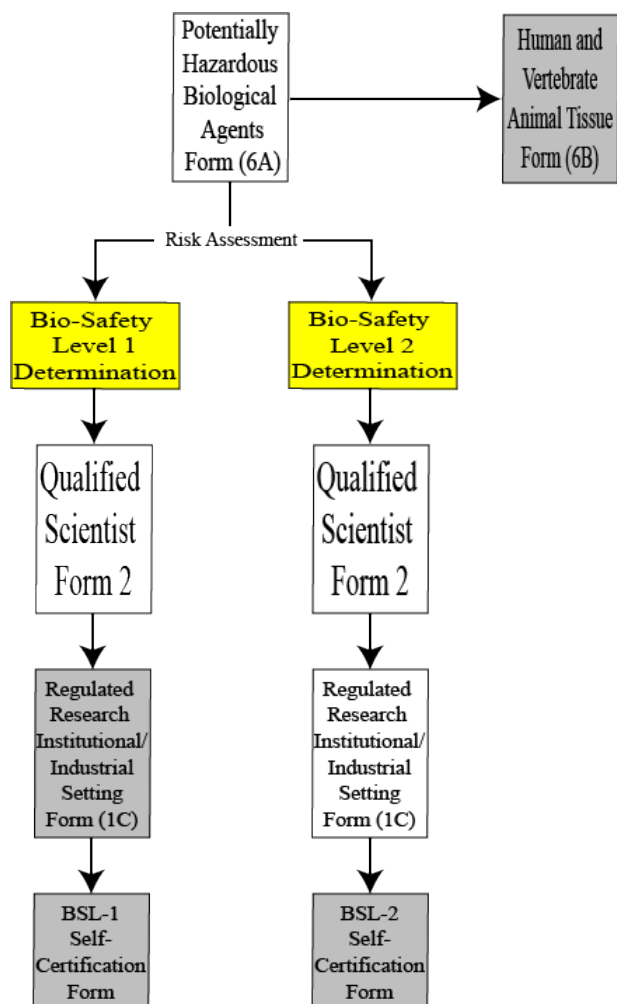 Potentially
Hazardous
Biological
Agents
Form (6A)
Human and
Vertebrate
Animal Tissue
Form (6B)
Risk Assessment
Bio-Safety
Level 1
Determination
Bio-Safety
Level 2
Determination
Qualified
Scientist
Form 2
Qualified
Scientist
Form 2
Regulated
Research
Institutional/
Industrial
Setting
Form (1C)
Regulated
Research
Institutional/
Industrial
Setting
Form (1C)
BSL-1
Self-
Certification
Form
BSL-2
Self-
Certification
Form